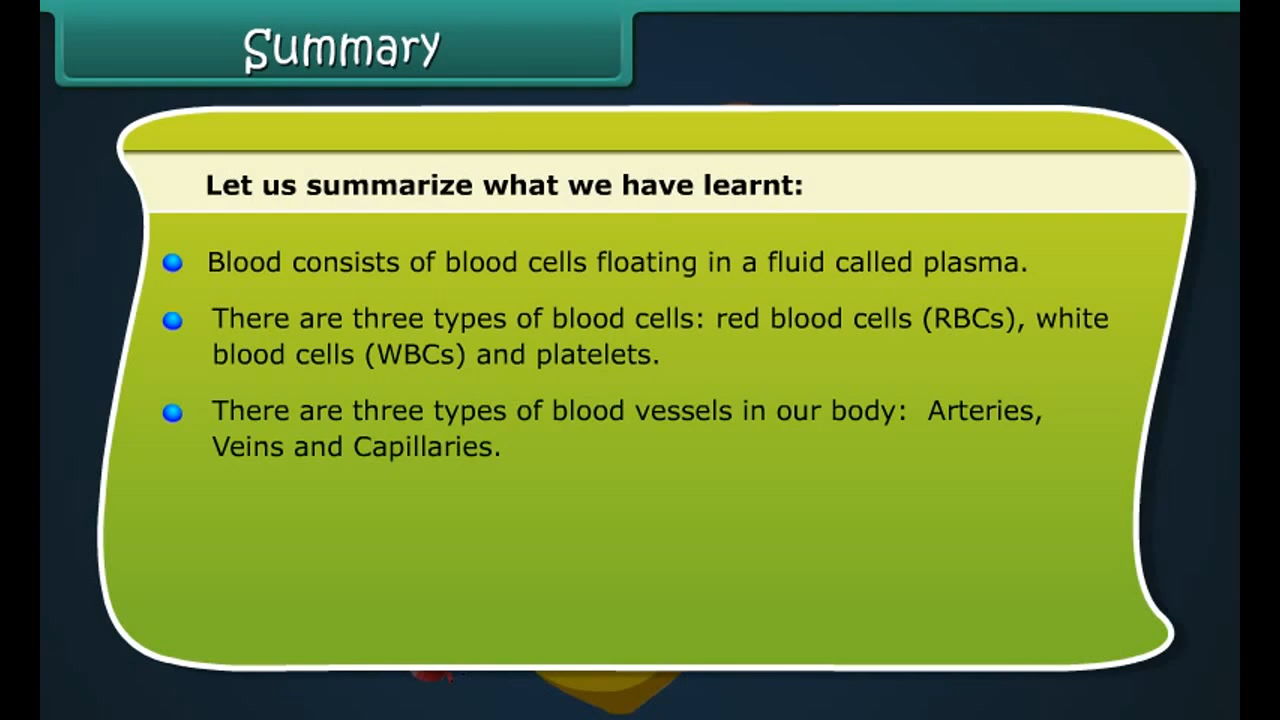 Summary
Let us summarize what we have learnt:
Blood consists of blood cells floating in a fluid called plasma.
There are three types of blood cells: red blood cells (RBCs), white
blood cells (WBCs) and platelets.
There are three types of blood vessels in our body:  Arteries,
Veins and Capillaries.